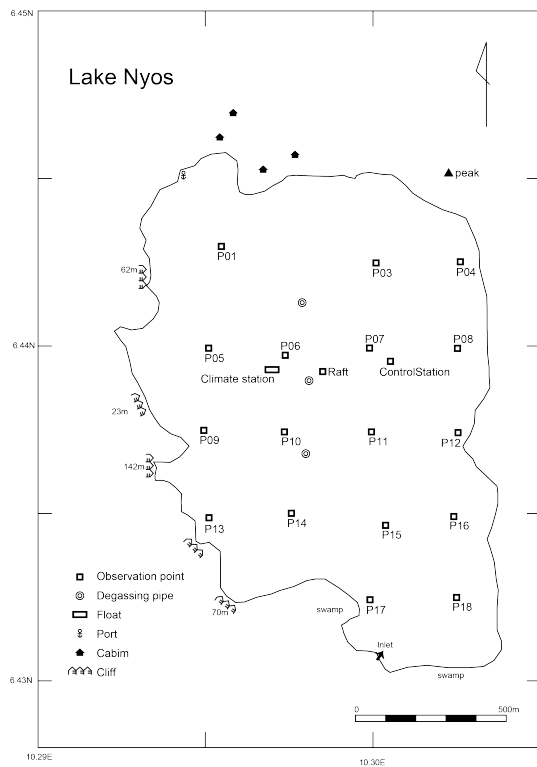 6.45N
Lake Nyos
peak
P01
P03
P04
62m
P06
P07
P08
6.44N
P05
Climate station
Raft
ControlStation
23m
P09
P10
P11
P12
142m
P13
P14
P15
P16
Observation point
Degassing pipe
Float
Port
Cabim
Cliff
70m
swamp
P17
P18
Inlet
swamp
6.43N
0 500m
10.29E
10.30E